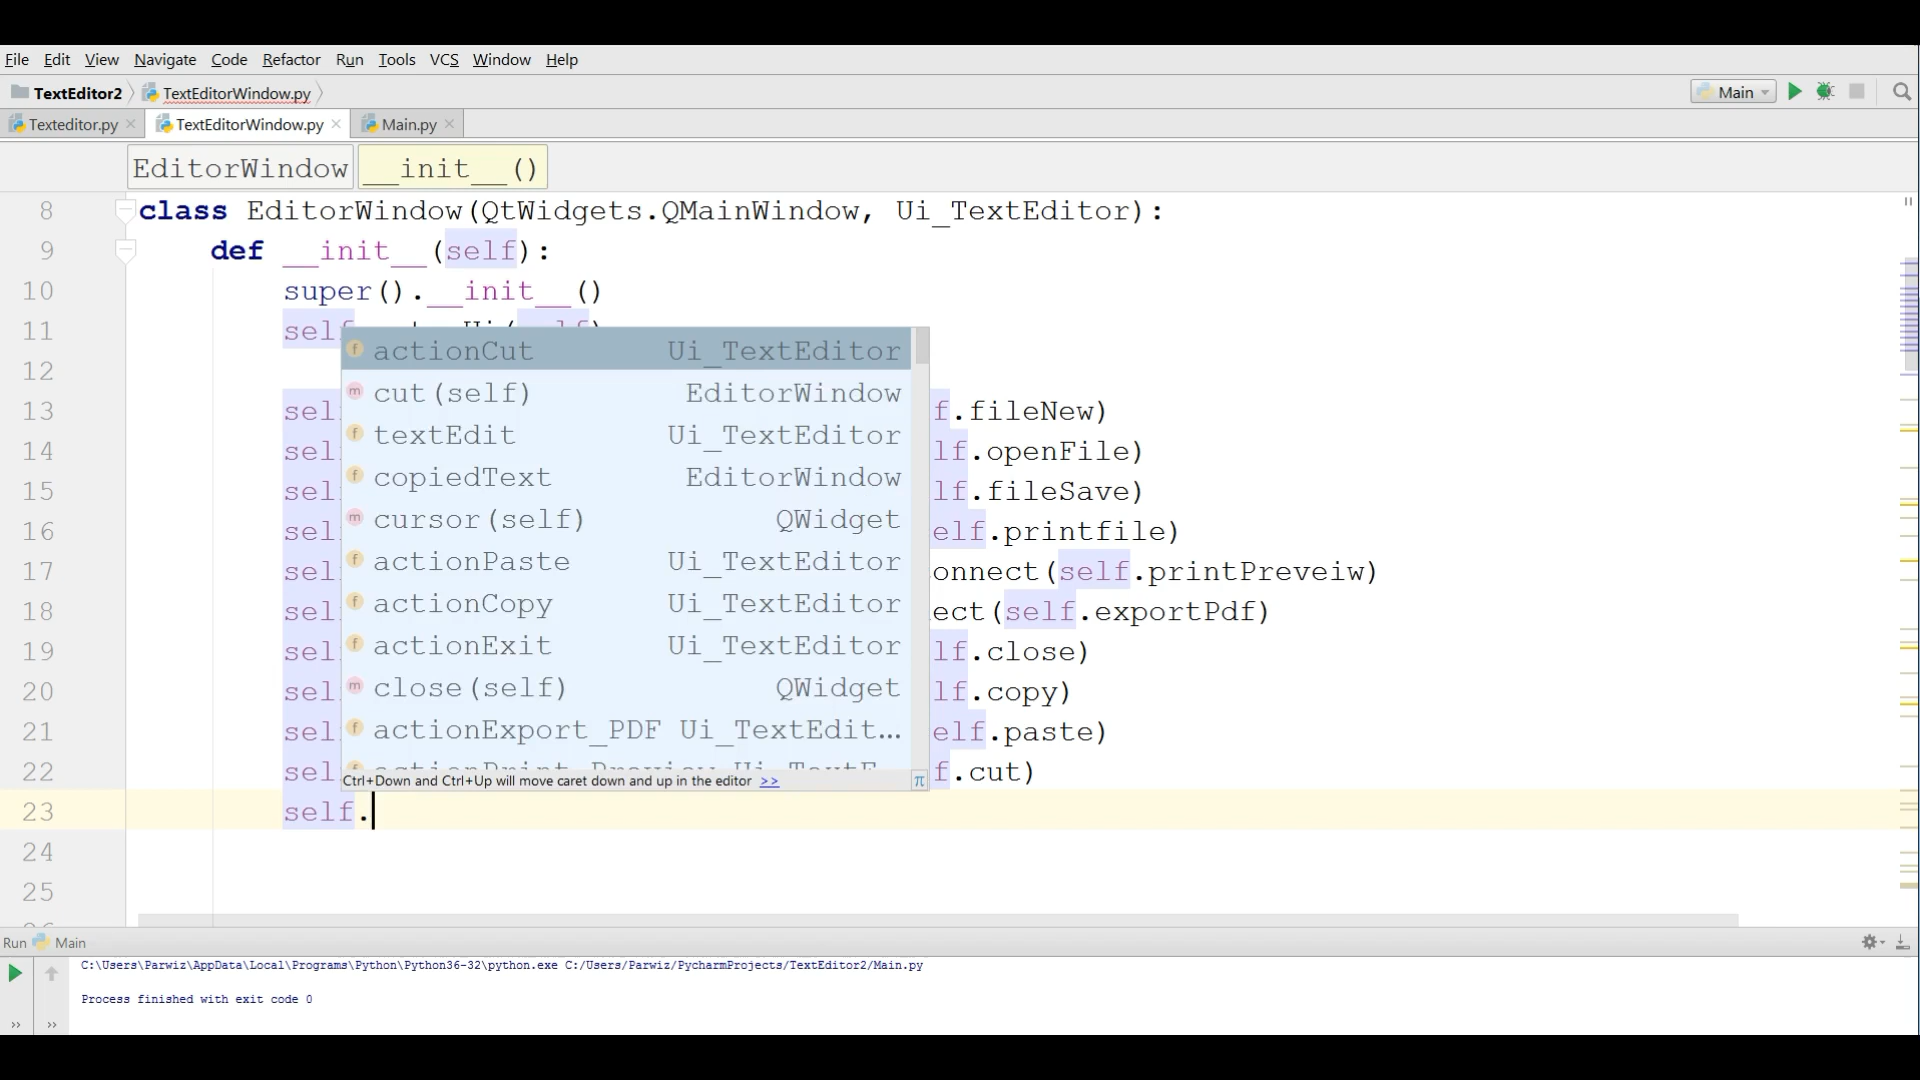 File Edit View Navigate Code Refactor Run Tools VCS Window Help
TextEditor2 TextEditorWindow.py Main
Texteditor.py TextEditorWindow.py Main.py
EditorWindow __init__()
8 class EditorWindow(QtWidgets.QMainWindow, Ui_TextEditor):
9 def __init__(self):
10 super().__init__()
11 self
12
13 sel f.fileNew)
14 sel lf.openFile)
15 sel lf.fileSave)
16 sel elf.printfile)
17 sel onnect(self.printPreveiw)
18 sel ect(self.exportPdf)
19 sel lf.close)
20 sel lf.copy)
21 sel elf.paste)
22 sel f.cut)
23 self.
24
25
f actionCut Ui_TextEditor
m cut(self) EditorWindow
f textEdit Ui_TextEditor
f copiedText EditorWindow
m cursor(self) QWidget
f actionPaste Ui_TextEditor
f actionCopy Ui_TextEditor
f actionExit Ui_TextEditor
m close(self) QWidget
f actionExport_PDF Ui_TextEdit...
Ctrl+Down and Ctrl+Up will move caret down and up in the editor >> π
Run Main
C:\Users\Parwiz\AppData\Local\Programs\Python\Python36-32\python.exe C:/Users/Parwiz/PycharmProjects/TextEditor2/Main.py
Process finished with exit code 0